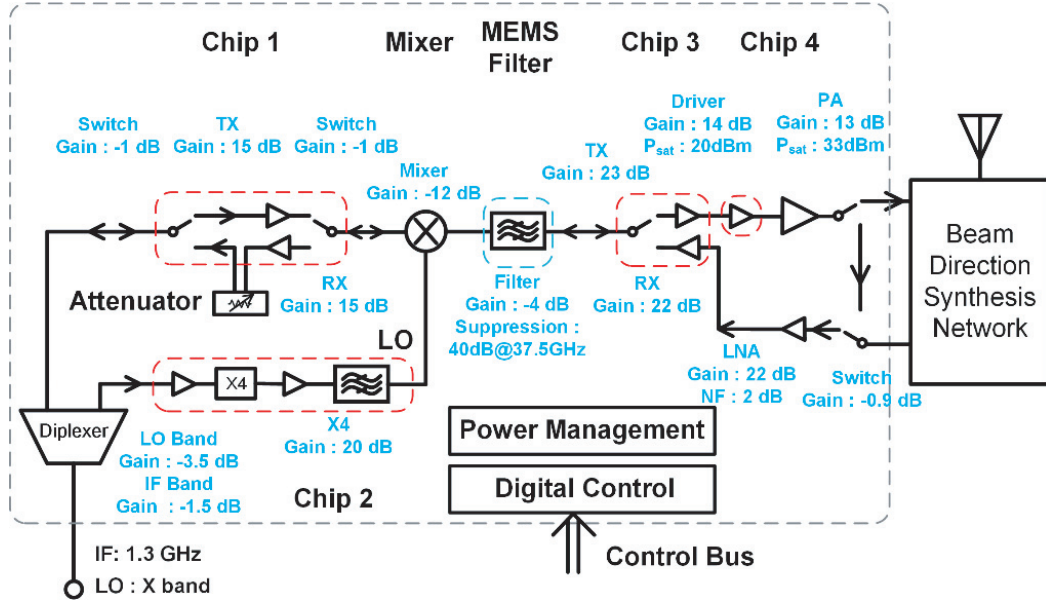 Chip 1
Mixer
MEMS
Filter
Chip 3
Chip 4
Switch
Gain : -1 dB
TX
Gain : 15 dB
Switch
Gain : -1 dB
Mixer
Gain : -12 dB
TX
Gain : 23 dB
Driver
Gain : 14 dB
Psat : 20dBm
PA
Gain : 13 dB
Psat : 33dBm
Attenuator
RX
Gain : 15 dB
LO
Filter
Gain : -4 dB
Suppression :
40dB@37.5GHz
RX
Gain : 22 dB
LNA
Gain : 22 dB
NF : 2 dB
Switch
Gain : -0.9 dB
Beam
Direction
Synthesis
Network
Diplexer
X4
LO Band
Gain : -3.5 dB
IF Band
Gain : -1.5 dB
X4
Gain : 20 dB
Chip 2
Power Management
Digital Control
Control Bus
IF: 1.3 GHz
LO : X band